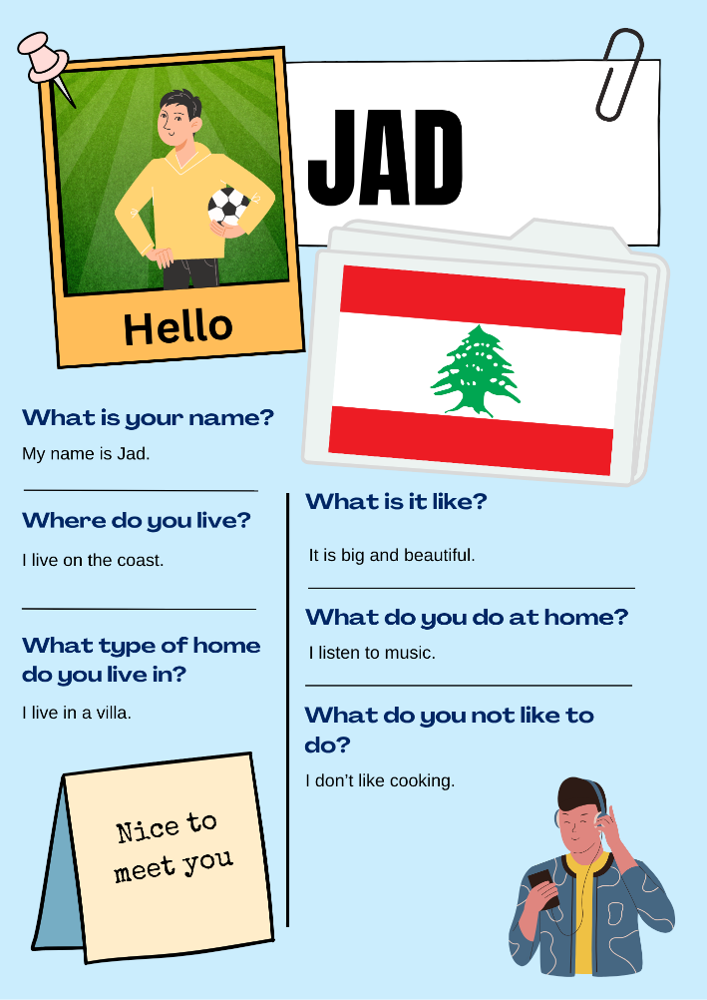 JAD
Hello
What is your name?
My name is Jad.
Where do you live?
I live on the coast.
What type of home
do you live in?
I live in a villa.
Nice to
meet you
What is it like?
It is big and beautiful.
What do you do at home?
I listen to music.
What do you not like to
do?
I don’t like cooking.